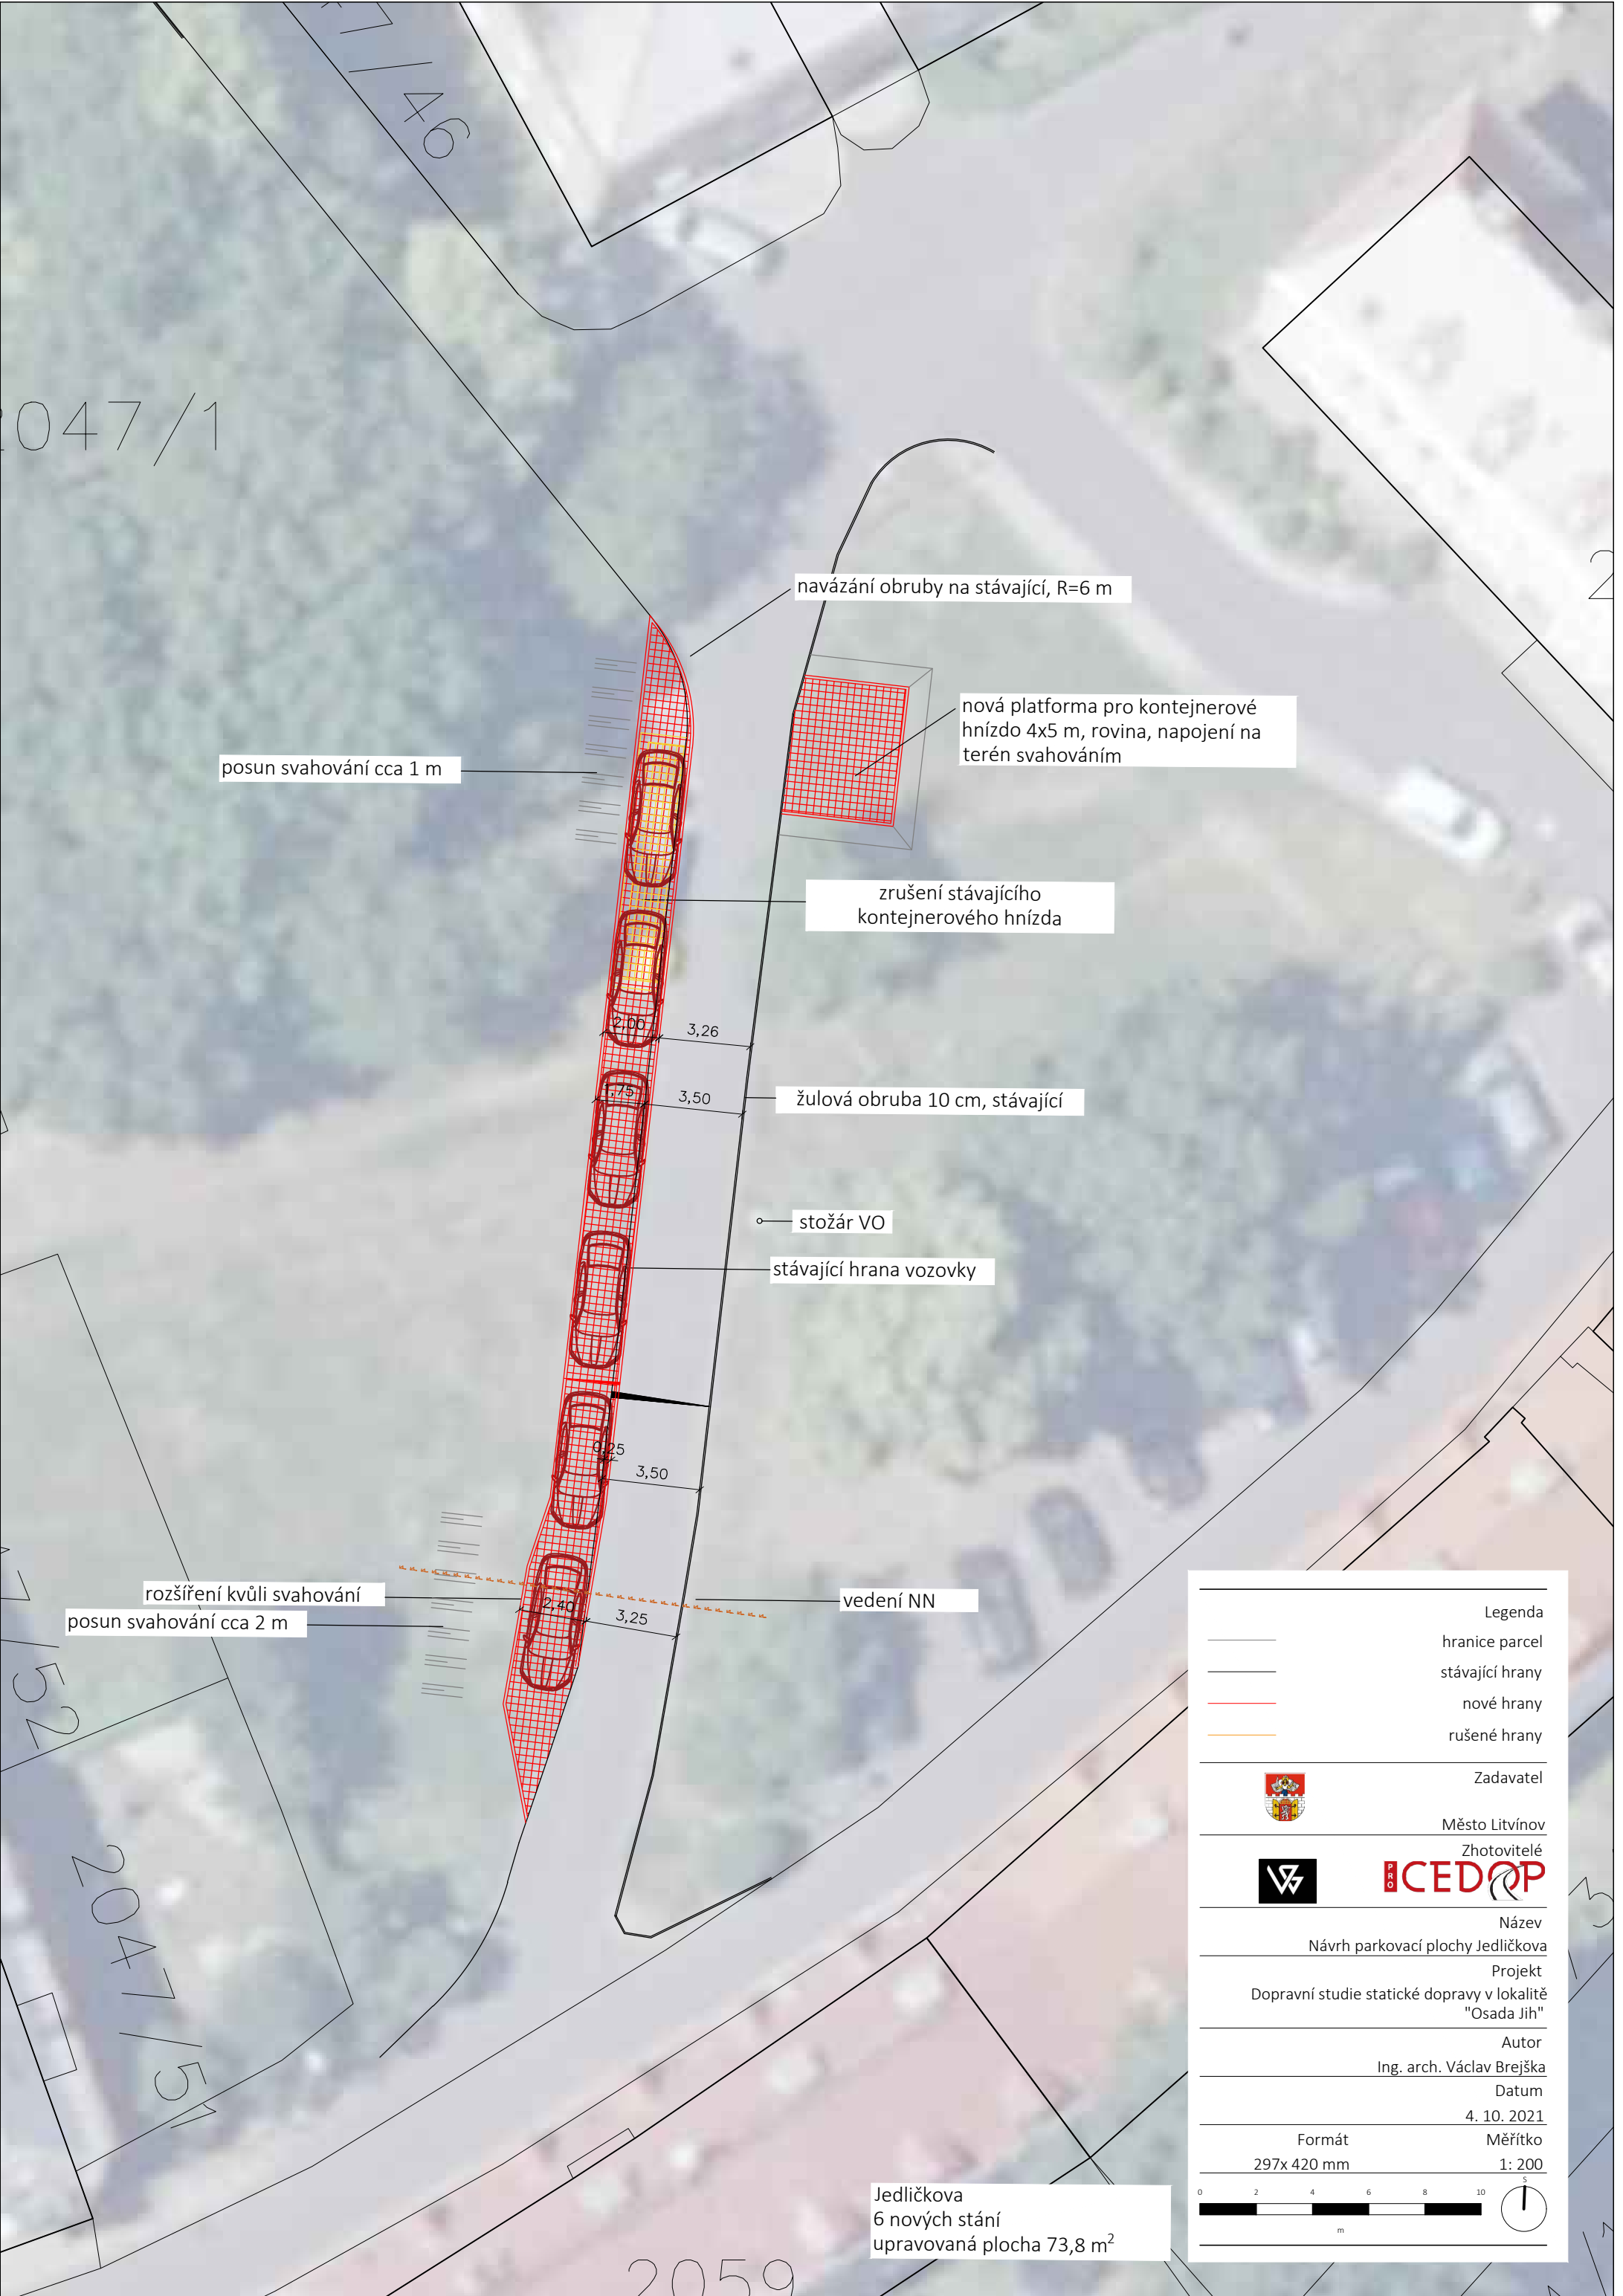 7/46
2047/1
navázání obruby na stávající, R=6 m
nová platforma pro kontejnerové
hnízdo 4x5 m, rovina, napojení na
terén svahováním
posun svahování cca 1 m
zrušení stávajícího
kontejnerového hnízda
2,00
3,26
1,75
3,50
žulová obruba 10 cm, stávající
stožár VO
stávající hrana vozovky
0,25
3,50
rozšíření kvůli svahování
posun svahování cca 2 m
2,40
3,25
vedení NN
2047/51
2059
Jedličkova
6 nových stání
upravovaná plocha 73,8 m²
Legenda
hranice parcel
stávající hrany
nové hrany
rušené hrany
Zadavatel
Město Litvínov
Zhotovitelé
PRO CEDOP
Název
Návrh parkovací plochy Jedličkova
Projekt
Dopravní studie statické dopravy v lokalitě
"Osada Jih"
Autor
Ing. arch. Václav Brejška
Datum
4. 10. 2021
Formát Měřítko
297x 420 mm 1: 200
S
0 2 4 6 8 10
m